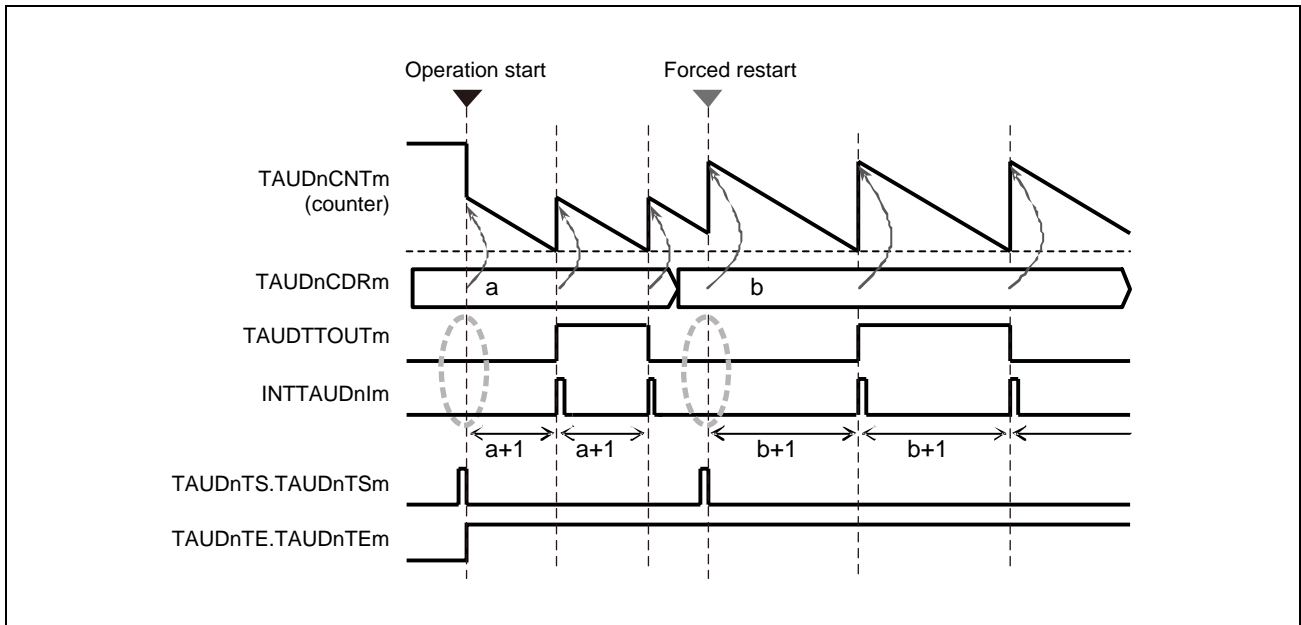 Operation start
Forced restart
TAUDnCNTm
(counter)
TAUDnCDRm
a
b
TAUDTTOUTm
INTTAUDnIm
a+1
a+1
b+1
b+1
TAUDnTS.TAUDnTSm
TAUDnTE.TAUDnTEm